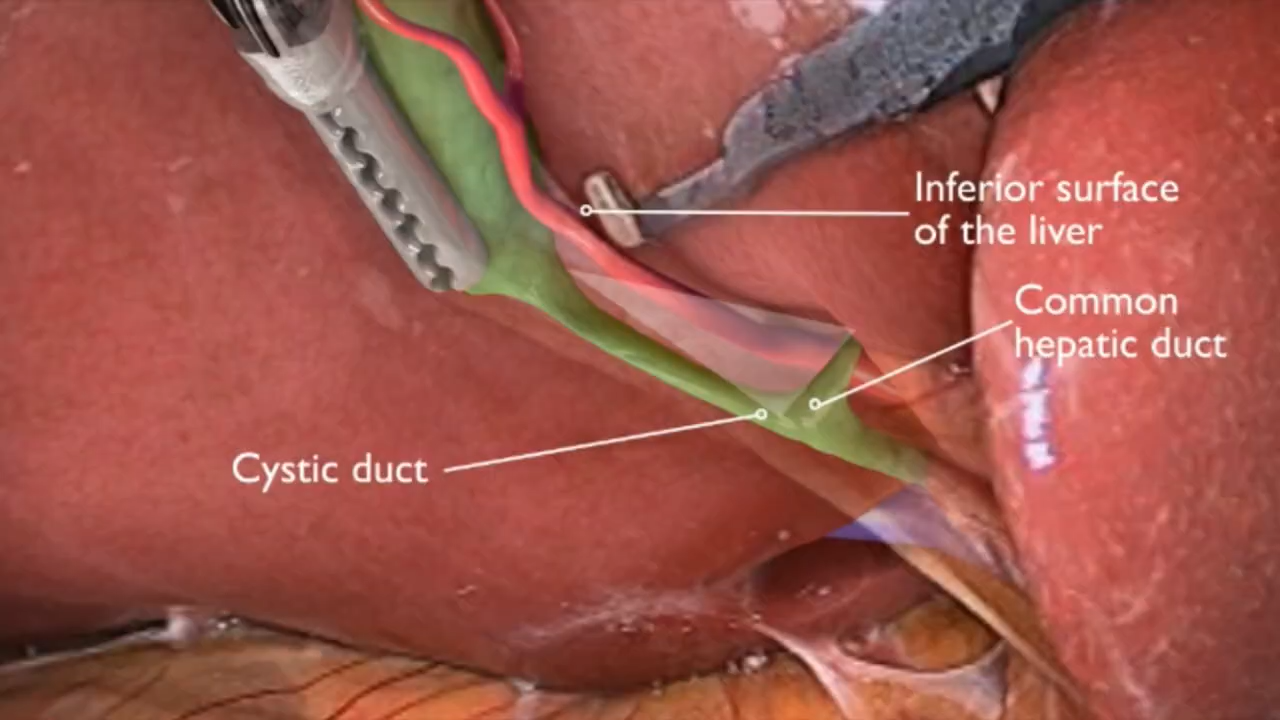 Inferior surface
of the liver
Common
hepatic duct
Cystic duct